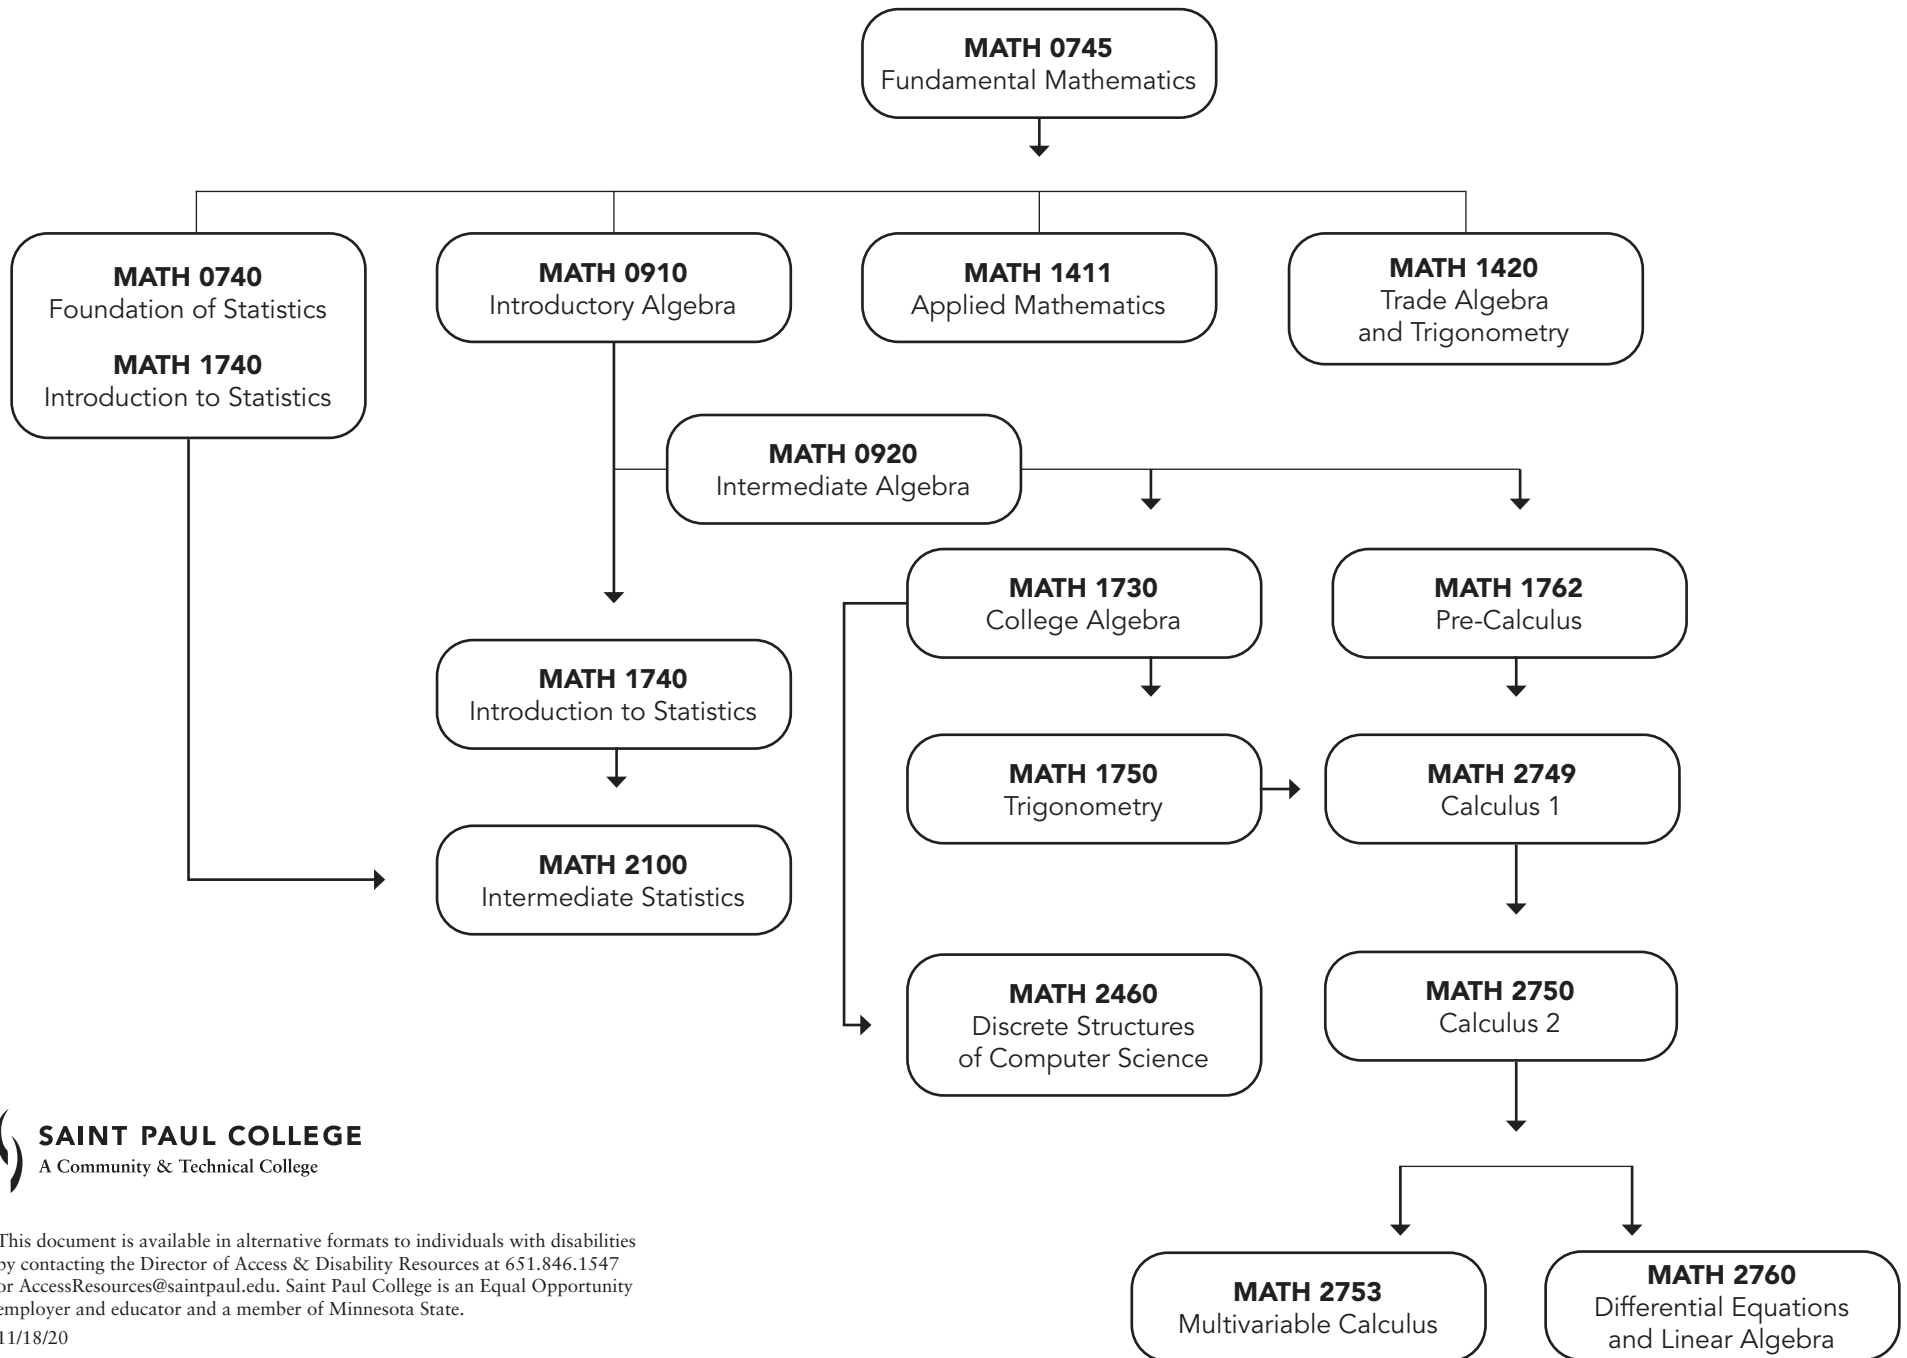 MATH 0745
Fundamental Mathematics
MATH 0740
Foundation of Statistics
MATH 1740
Introduction to Statistics
MATH 0910
Introductory Algebra
MATH 1411
Applied Mathematics
MATH 1420
Trade Algebra
and Trigonometry
MATH 0920
Intermediate Algebra
MATH 1730
College Algebra
MATH 1762
Pre-Calculus
MATH 1740
Introduction to Statistics
MATH 1750
Trigonometry
MATH 2749
Calculus 1
MATH 2100
Intermediate Statistics
MATH 2460
Discrete Structures
of Computer Science
MATH 2750
Calculus 2
MATH 2753
Multivariable Calculus
MATH 2760
Differential Equations
and Linear Algebra
SAINT PAUL COLLEGE
A Community & Technical College
This document is available in alternative formats to individuals with disabilities
by contacting the Director of Access & Disability Resources at 651.846.1547
or AccessResources@saintpaul.edu. Saint Paul College is an Equal Opportunity
employer and educator and a member of Minnesota State.
11/18/20